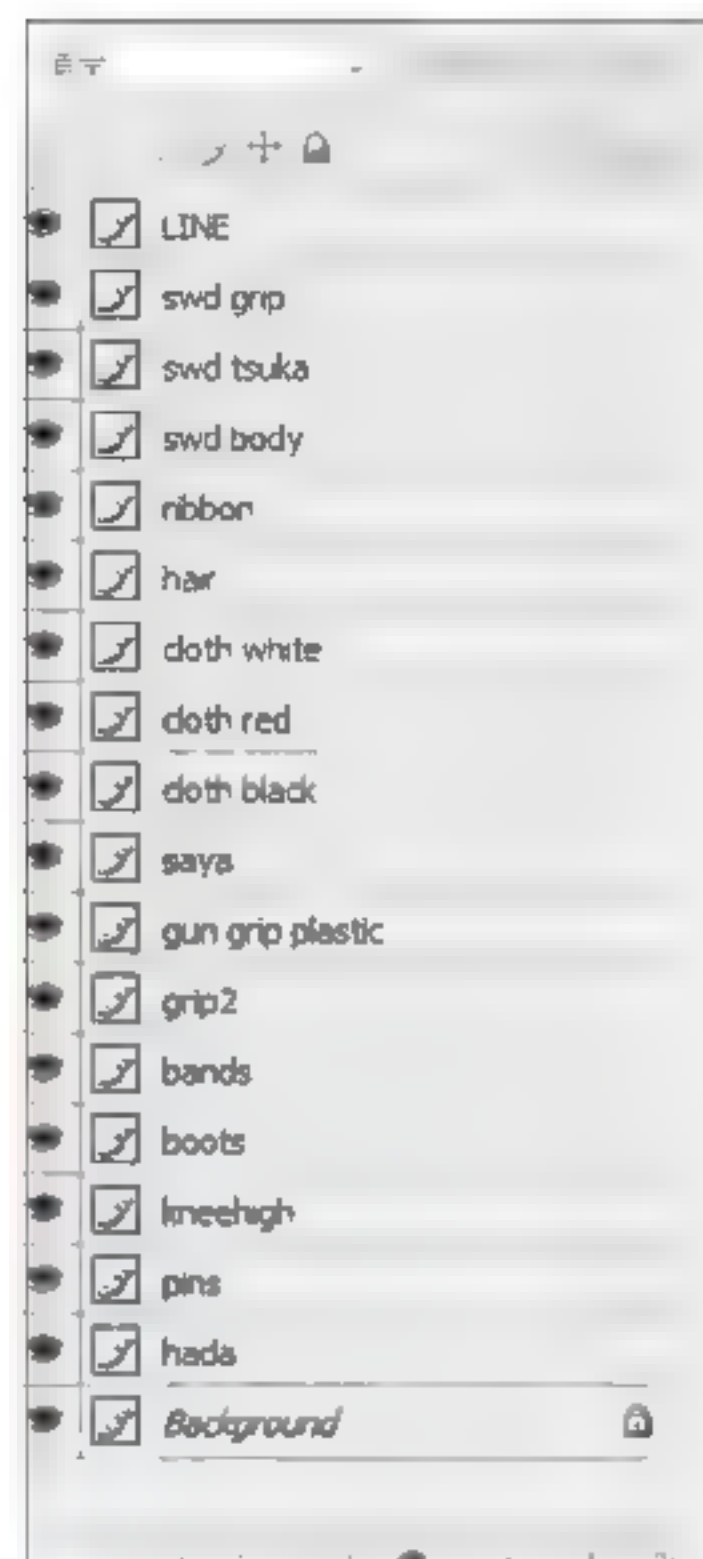 LINE
swd grip
swd tsuka
swd body
ribbon
hair
cloth white
cloth red
cloth black
saya
gun grip plastic
grip2
bands
boots
kneehigh
pins
hada
Background